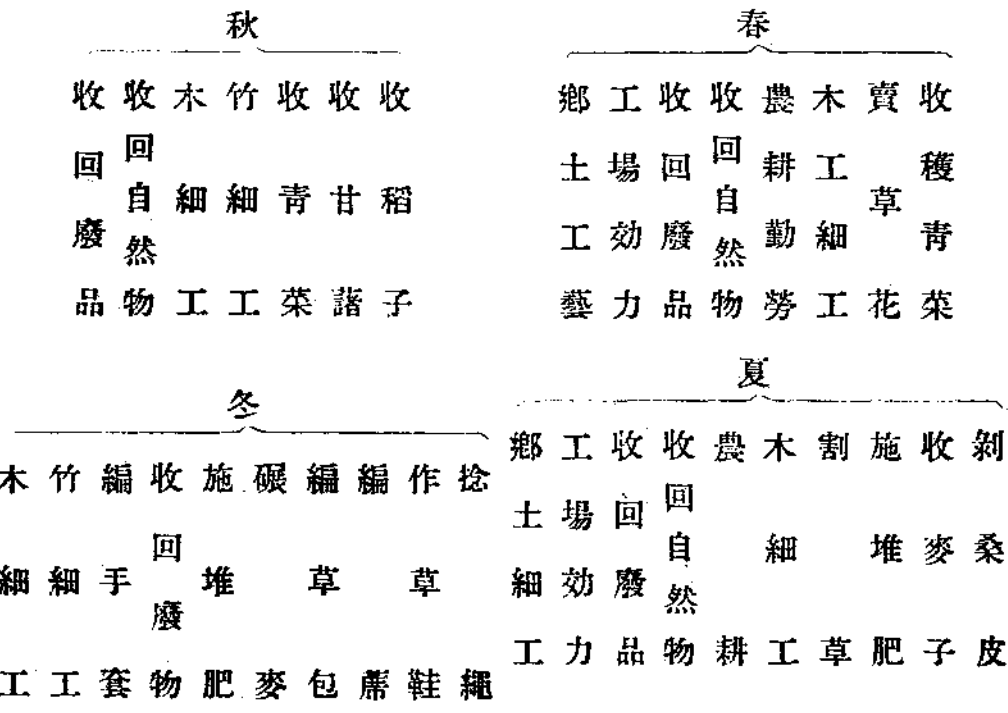 春
收穫青菜
賣草花
木工細工
農耕勤勞
收回自然物
收回廢品
工場効力
鄉土工藝
夏
剝桑皮
收麥子
施堆肥
割草
木細工
農耕
收回自然物
收回廢品
工場効力
鄉土細工
秋
收稻子
收甘藷
收青菜
竹細工
木細工
收回自然物
收回廢品
冬
捻繩
作草鞋
編蓆
編草包
碾麥
施堆肥
收回廢物
編手套
竹細工
木細工